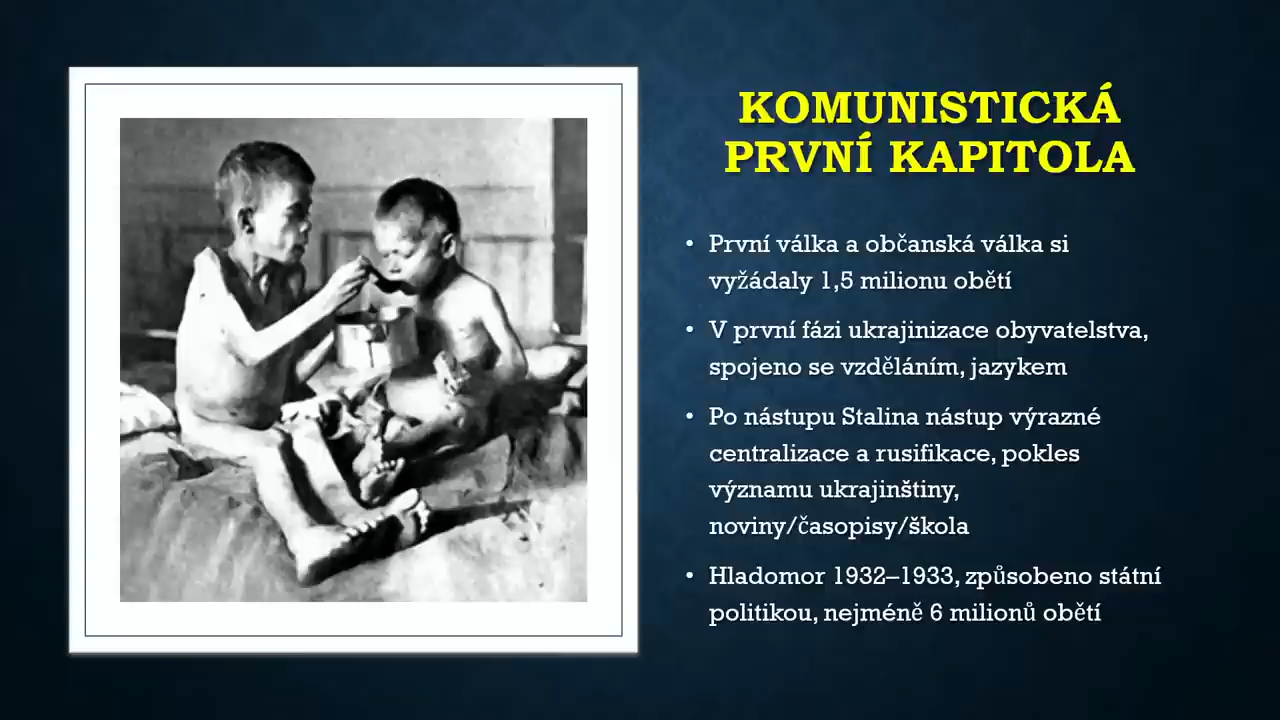 KOMUNISTICKÁ
PRVNÍ KAPITOLA
• První válka a občanská válka si
vyžádaly 1,5 milionu obětí
• V první fázi ukrajinizace obyvatelstva,
spojeno se vzděláním, jazykem
• Po nástupu Stalina nástup výrazné
centralizace a rusifikace, pokles
významu ukrajinštiny,
noviny/časopisy/škola
• Hladomor 1932–1933, způsobeno státní
politikou, nejméně 6 milionů obětí